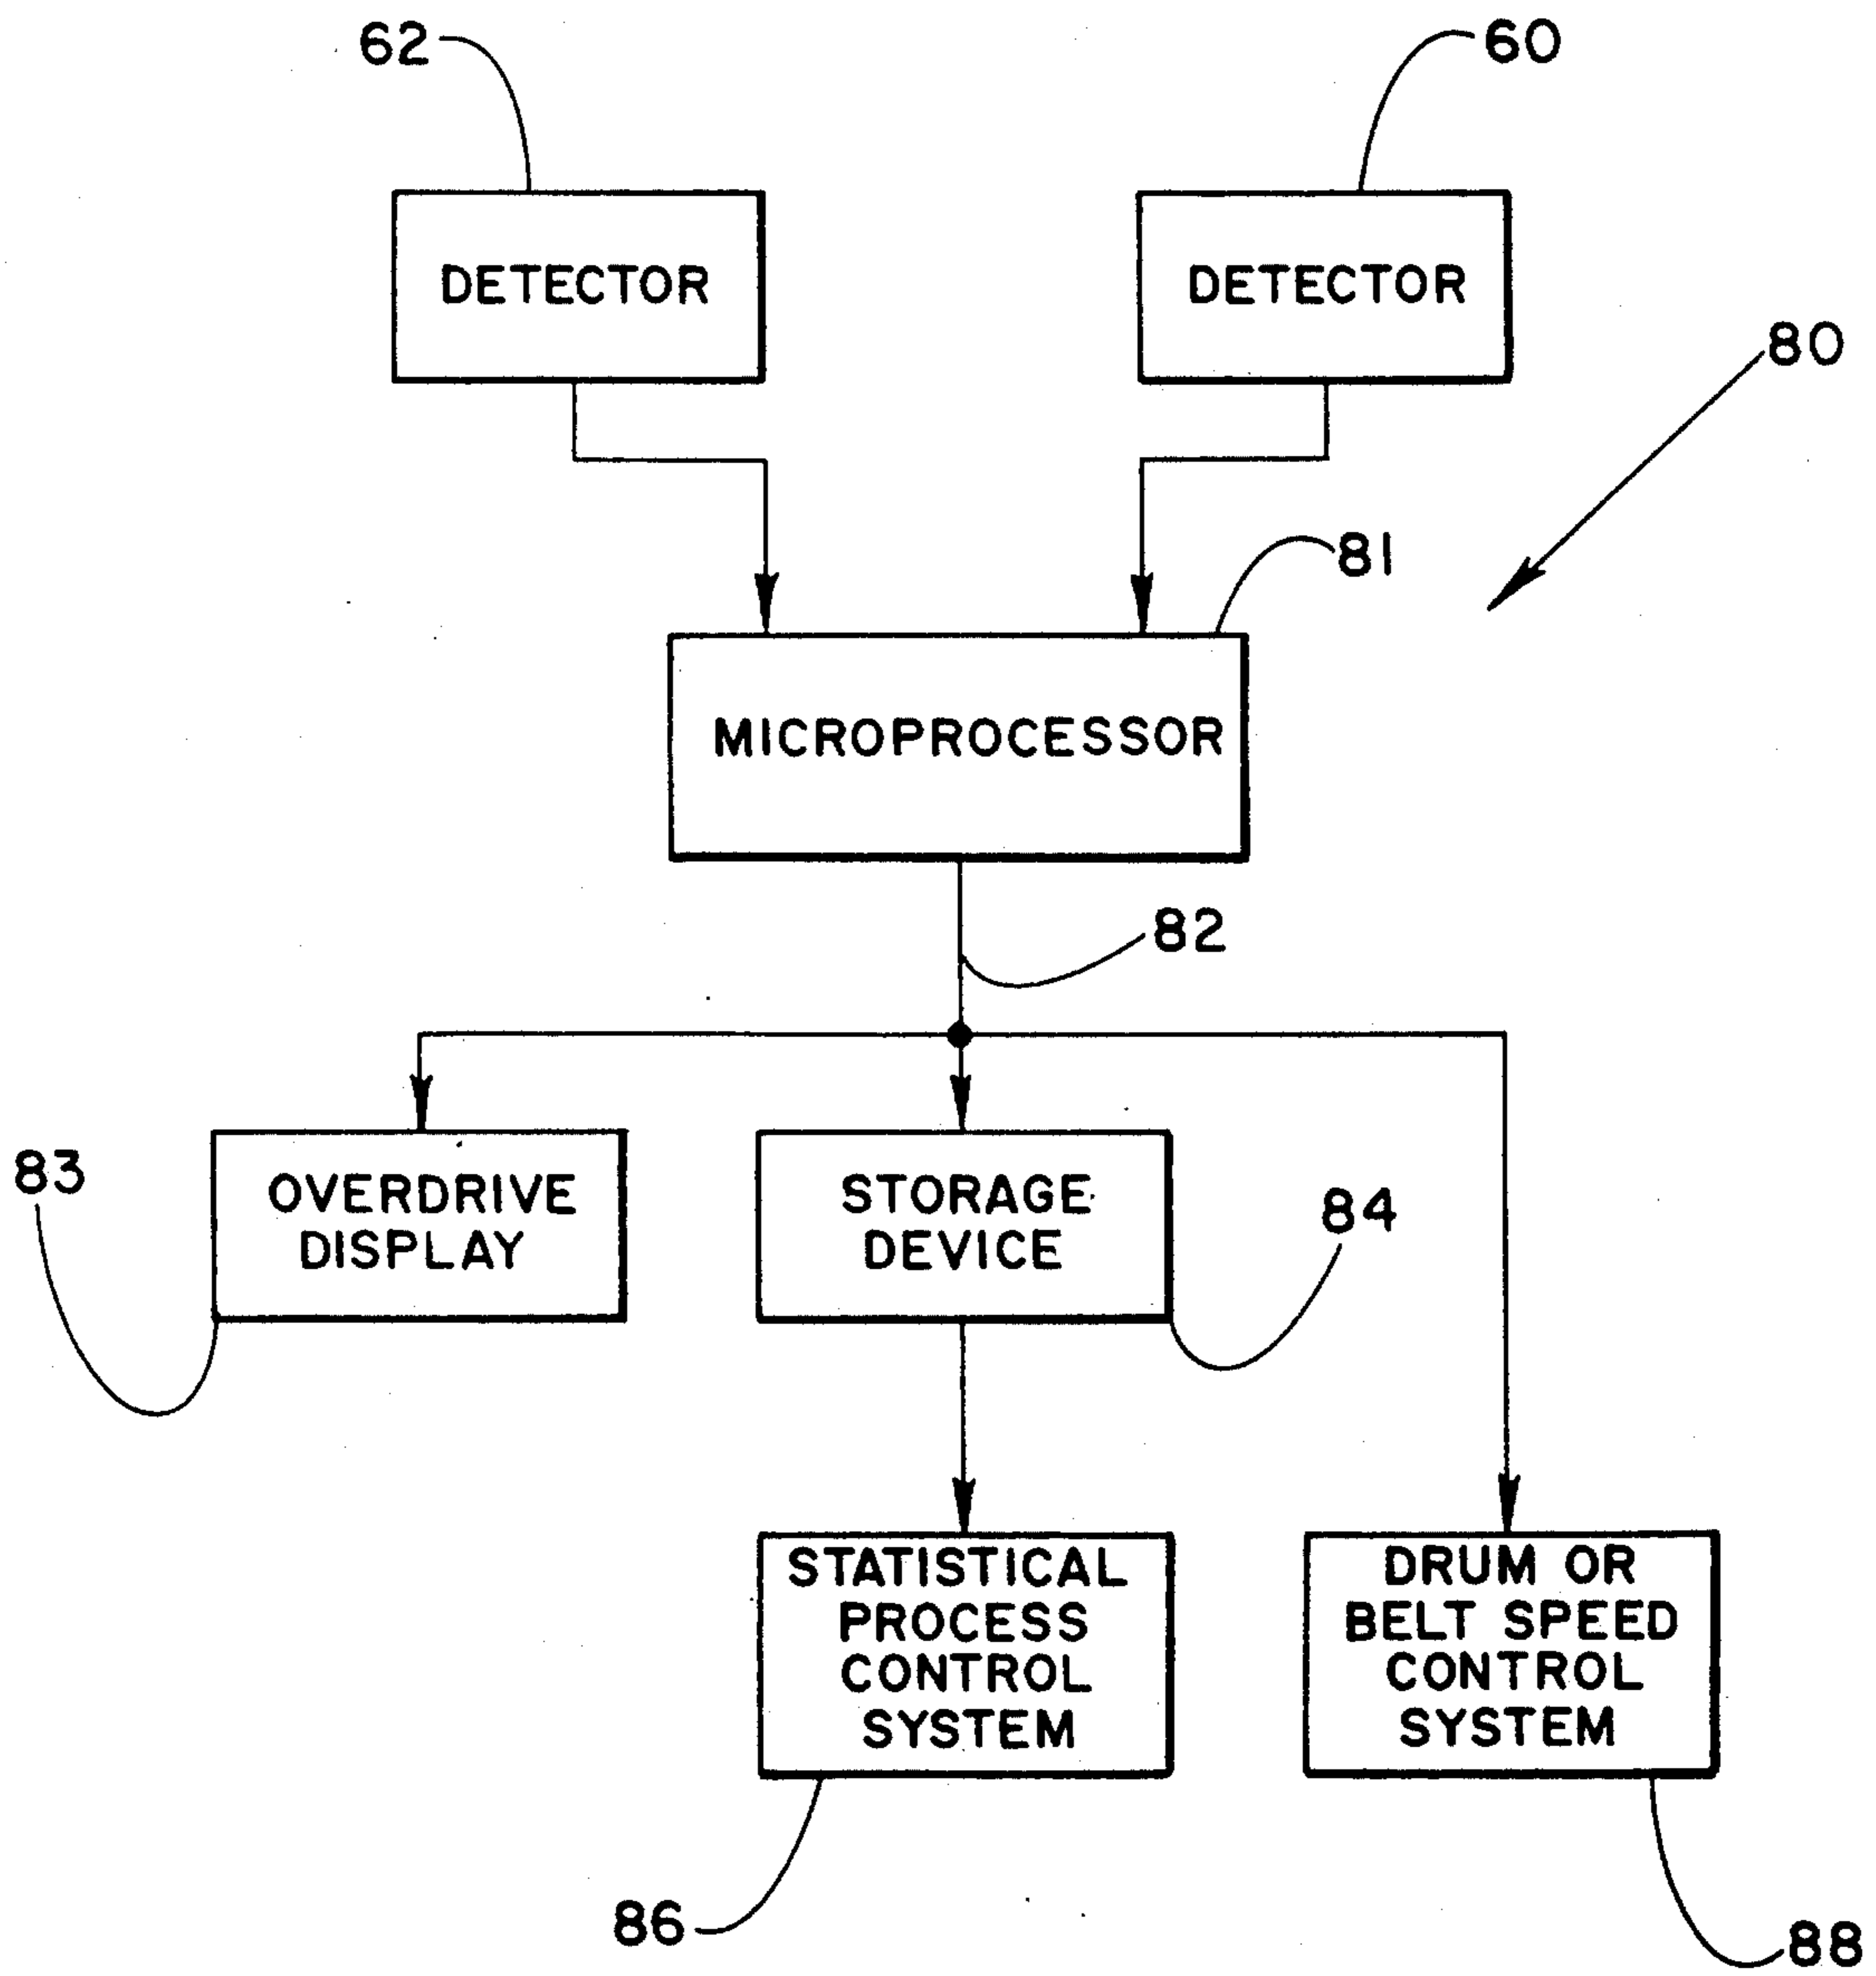 62
60
DETECTOR
DETECTOR
80
81
MICROPROCESSOR
82
83
OVERDRIVE
DISPLAY
STORAGE
DEVICE
84
STATISTICAL
PROCESS
CONTROL
SYSTEM
DRUM OR
BELT SPEED
CONTROL
SYSTEM
86
88